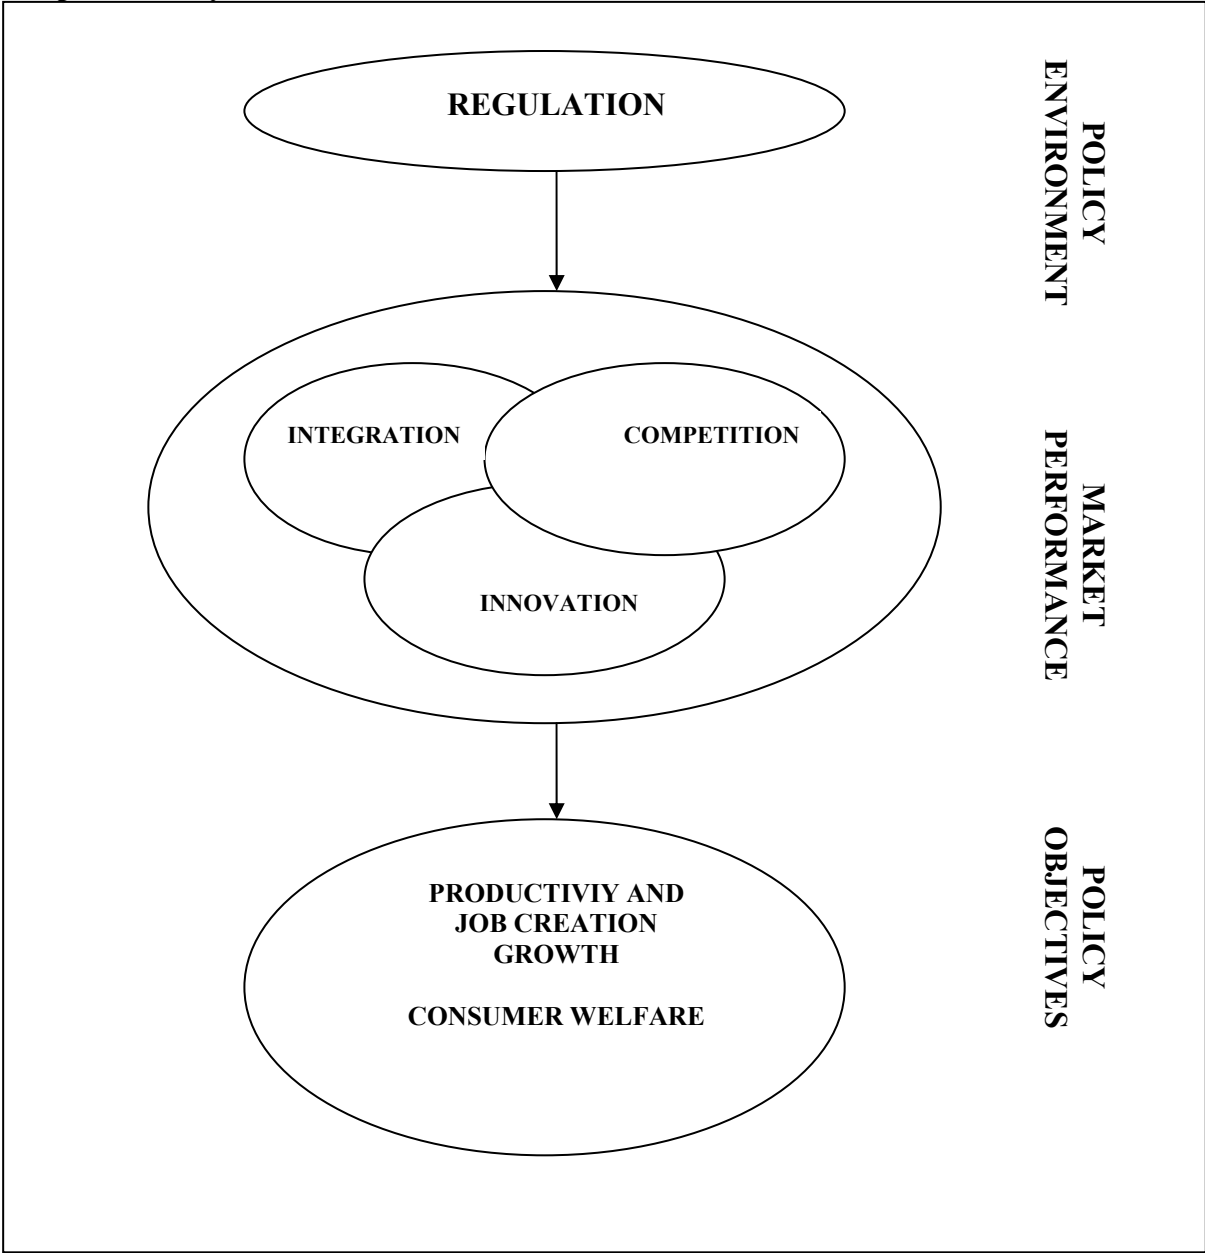 REGULATION
POLICY
ENVIRONMENT
INTEGRATION
COMPETITION
INNOVATION
MARKET
PERFORMANCE
PRODUCTIVIY AND
JOB CREATION
GROWTH
CONSUMER WELFARE
POLICY
OBJECTIVES